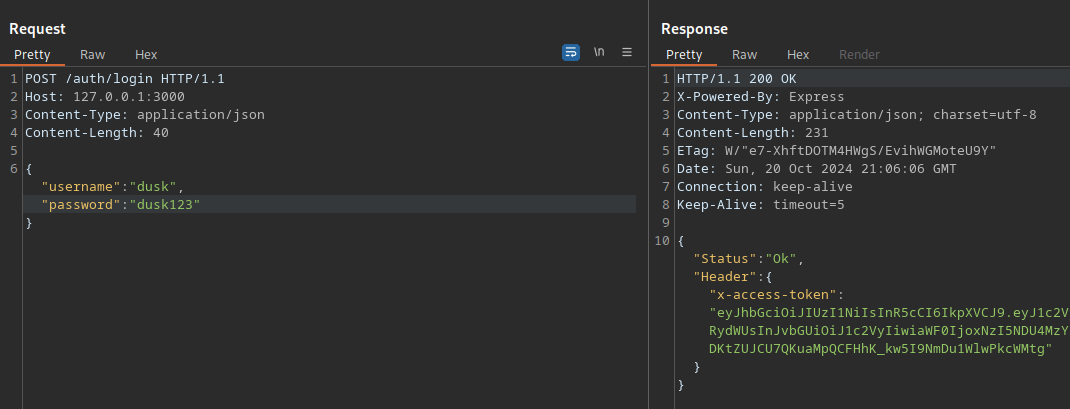 Request
Pretty Raw Hex \n
1 POST /auth/login HTTP/1.1
2 Host: 127.0.0.1:3000
3 Content-Type: application/json
4 Content-Length: 40
5
6 {
"username":"dusk",
"password":"dusk123"
}
Response
Pretty Raw Hex Render
1 HTTP/1.1 200 OK
2 X-Powered-By: Express
3 Content-Type: application/json; charset=utf-8
4 Content-Length: 231
5 ETag: W/"e7-XhftDOTM4HWgS/EvihWGMoteU9Y"
6 Date: Sun, 20 Oct 2024 21:06:06 GMT
7 Connection: keep-alive
8 Keep-Alive: timeout=5
9
10 {
"Status":"Ok",
"Header":{
"x-access-token":
"eyJhbGciOiJIUzI1NiIsInR5cCI6IkpXVCJ9.eyJ1c2V
RydWUsInJvbGUiOiJ1c2VyIiwiaWF0IjoxNzI5NDU4MzY
DKtZUJCU7QKuaMpQCFHhK_kw5I9NmDu1WlwPkcWMtg"
}
}